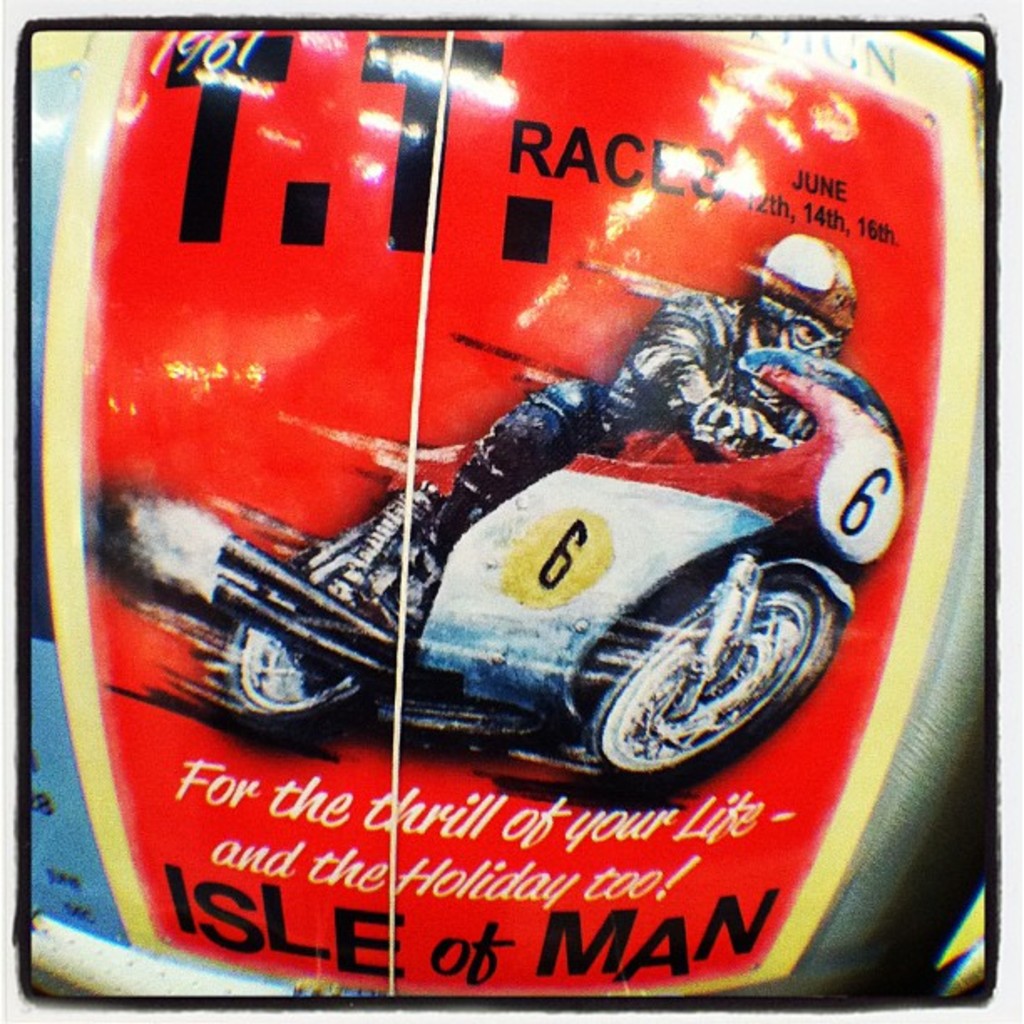 1961
T.T. RACES
JUNE
12th, 14th, 16th.
6
6
For the thrill of your Life -
and the Holiday too!
ISLE of MAN